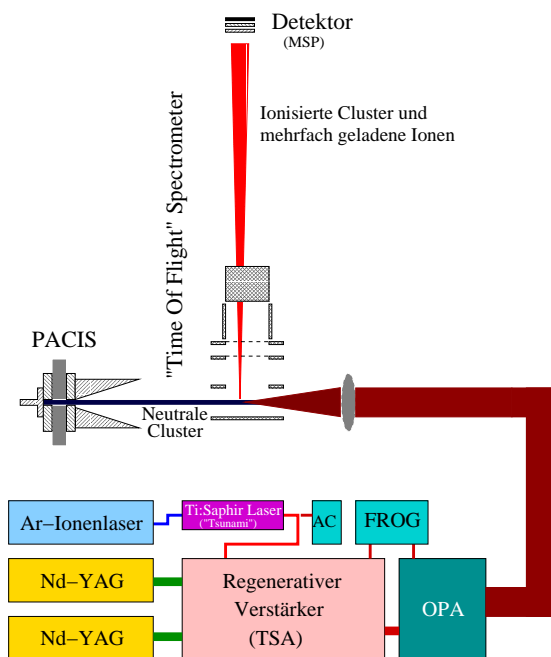 Detektor
(MSP)
Ionisierte Cluster und
mehrfach geladene Ionen
"Time Of Flight" Spectrometer
PACIS
Neutrale
Cluster
Ar–Ionenlaser
Ti:Saphir Laser
("Tsunami")
AC
FROG
Nd–YAG
Regenerativer
Verstärker
(TSA)
OPA
Nd–YAG